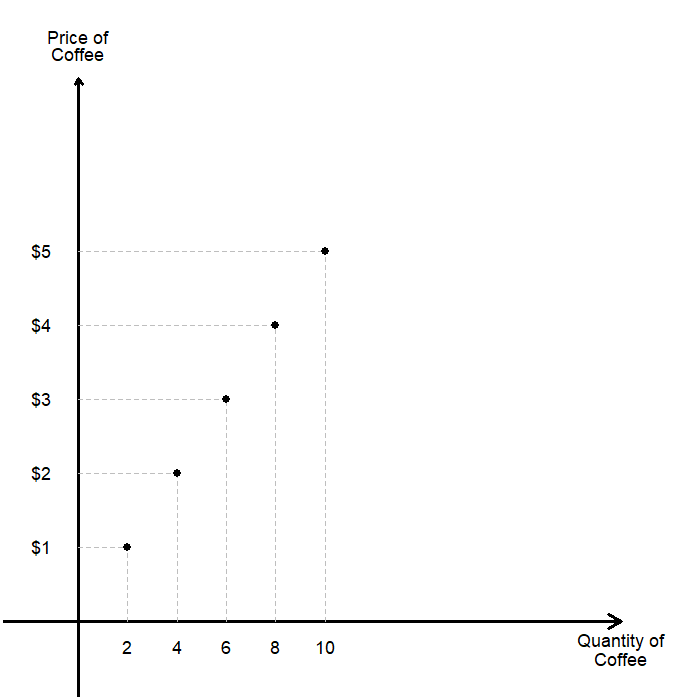 Price of
Coffee
$5
$4
$3
$2
$1
2 4 6 8 10
Quantity of
Coffee